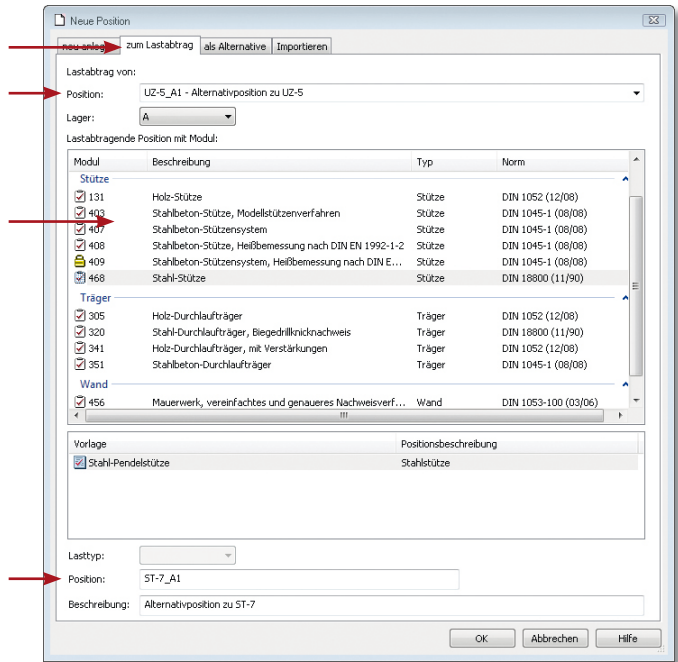 Neue Position
neu anlegen zum Lastabtrag als Alternative Importieren
Lastabtrag von:
Position: UZ-5_A1 - Alternativposition zu UZ-5
Lager: A
Lastabtragende Position mit Modul:
Modul Beschreibung Typ Norm
Stütze
131 Holz-Stütze Stütze DIN 1052 (12/08)
403 Stahlbeton-Stütze, Modellstützenverfahren Stütze DIN 1045-1 (08/08)
407 Stahlbeton-Stützensystem Stütze DIN 1045-1 (08/08)
408 Stahlbeton-Stütze, Heißbemessung nach DIN EN 1992-1-2 Stütze DIN 1045-1 (08/08)
409 Stahlbeton-Stützensystem, Heißbemessung nach DIN E... Stütze DIN 1045-1 (08/08)
468 Stahl-Stütze Stütze DIN 18800 (11/90)
Träger
305 Holz-Durchlaufträger Träger DIN 1052 (12/08)
320 Stahl-Durchlaufträger, Biegedrillknicknachweis Träger DIN 18800 (11/90)
341 Holz-Durchlaufträger, mit Verstärkungen Träger DIN 1052 (12/08)
351 Stahlbeton-Durchlaufträger Träger DIN 1045-1 (08/08)
Wand
456 Mauerwerk, vereinfachtes und genaueres Nachweisverf... Wand DIN 1053-100 (03/06)
Vorlage Positionsbeschreibung
Stahl-Pendelstütze Stahlstütze
Lasttyp:
Position: ST-7_A1
Beschreibung: Alternativposition zu ST-7
OK Abbrechen Hilfe